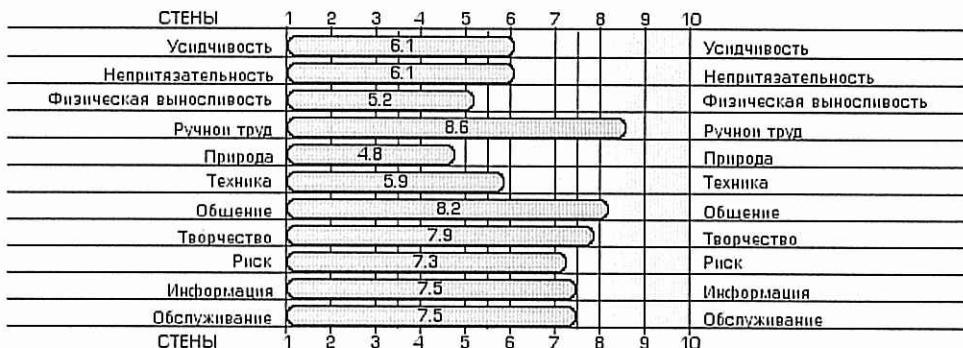 СТЕНЫ 1 2 3 4 5 6 7 8 9 10
Усидчивость 6.1 Усидчивость
Непритязательность 6.1 Непритязательность
Физическая выносливость 5.2 Физическая выносливость
Ручной труд 8.6 Ручной труд
Природа 4.8 Природа
Техника 5.9 Техника
Общение 8.2 Общение
Творчество 7.9 Творчество
Риск 7.3 Риск
Информация 7.5 Информация
Обслуживание 7.5 Обслуживание
СТЕНЫ 1 2 3 4 5 6 7 8 9 10